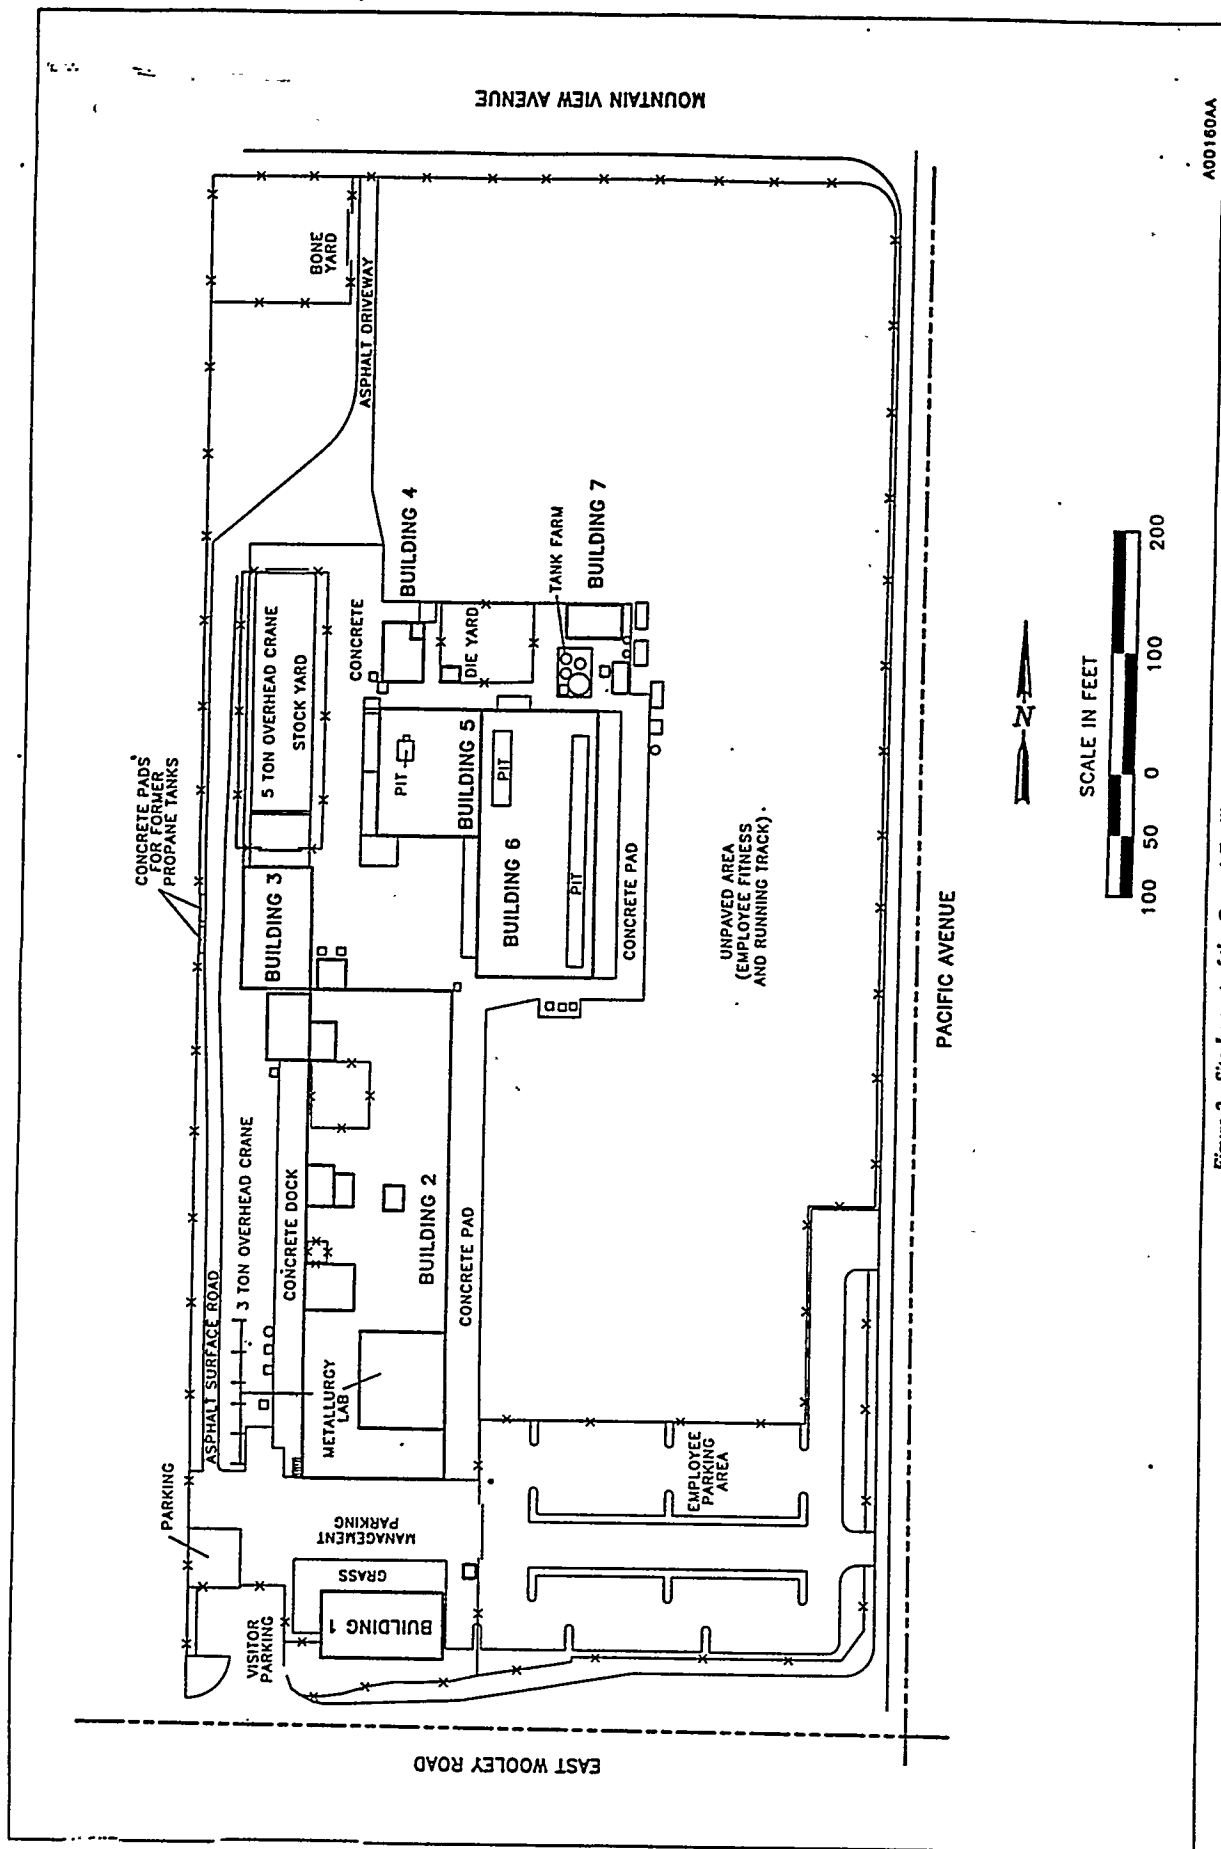 MOUNTAIN VIEW AVENUE
A00160AA
BONE
YARD
ASPHALT DRIVEWAY
BUILDING 4
BUILDING 7
TANK FARM
CONCRETE
DIE YARD
5 TON OVERHEAD CRANE
STOCK YARD
CONCRETE PADS
FOR FORMER
PROPANE TANKS
PIT
BUILDING 5
PIT
BUILDING 6
PIT
BUILDING 3
CONCRETE PAD
UNPAVED AREA
(EMPLOYEE FITNESS
AND RUNNING TRACK).
PACIFIC AVENUE
N
SCALE IN FEET
100 50 0 100 200
3 TON OVERHEAD CRANE
CONCRETE DOCK
BUILDING 2
CONCRETE PAD
ASPHALT SURFACE ROAD
METALLURGY
LAB
PARKING
MANAGEMENT
PARKING
GRASS
BUILDING 1
VISITOR
PARKING
EMPLOYEE
PARKING
AREA
EAST WOOLEY ROAD